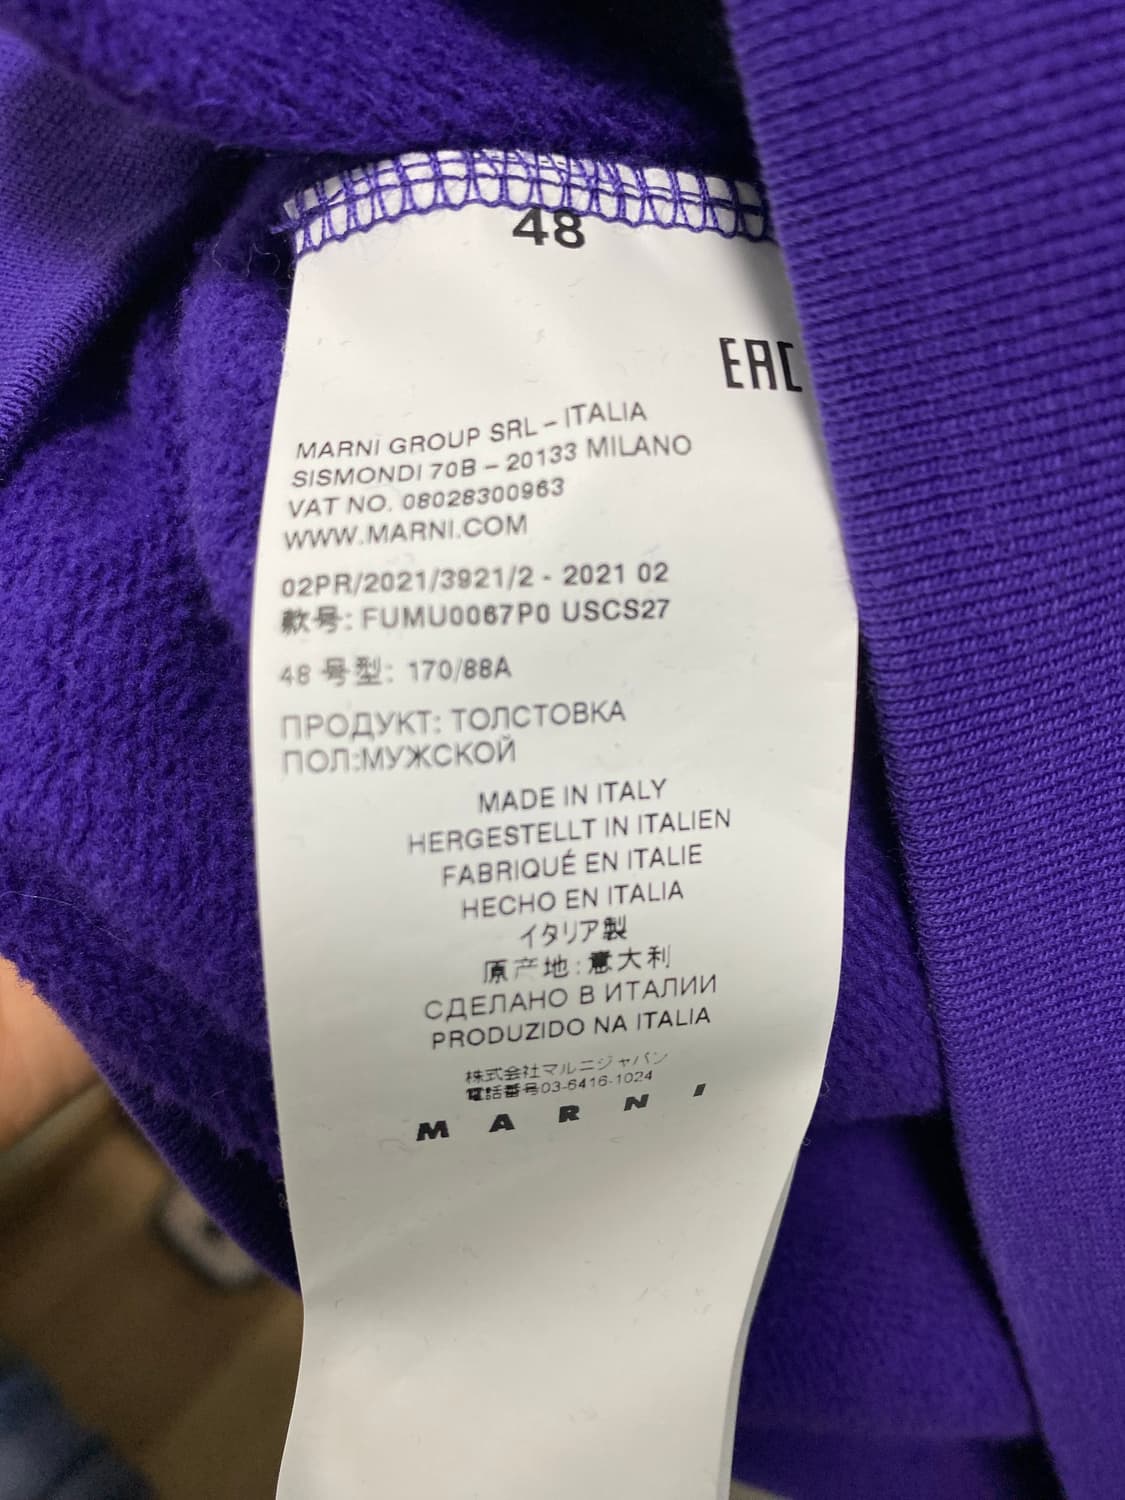 48
EAC
MARNI GROUP SRL – ITALIA
SISMONDI 70B – 20133 MILANO
VAT NO. 08028300963
WWW.MARNI.COM
02PR/2021/3921/2 - 2021 02
款号: FUMU0067P0 USCS27
48 号型: 170/88A
ПРОДУКТ: ТОЛСТОВКА
ПОЛ:МУЖСКОЙ
MADE IN ITALY
HERGESTELLT IN ITALIEN
FABRIQUÉ EN ITALIE
HECHO EN ITALIA
イタリア製
原产地:意大利
СДЕЛАНО В ИТАЛИИ
PRODUZIDO NA ITALIA
株式会社マルニジャパン
電話番号03-6416-1024
MARNI